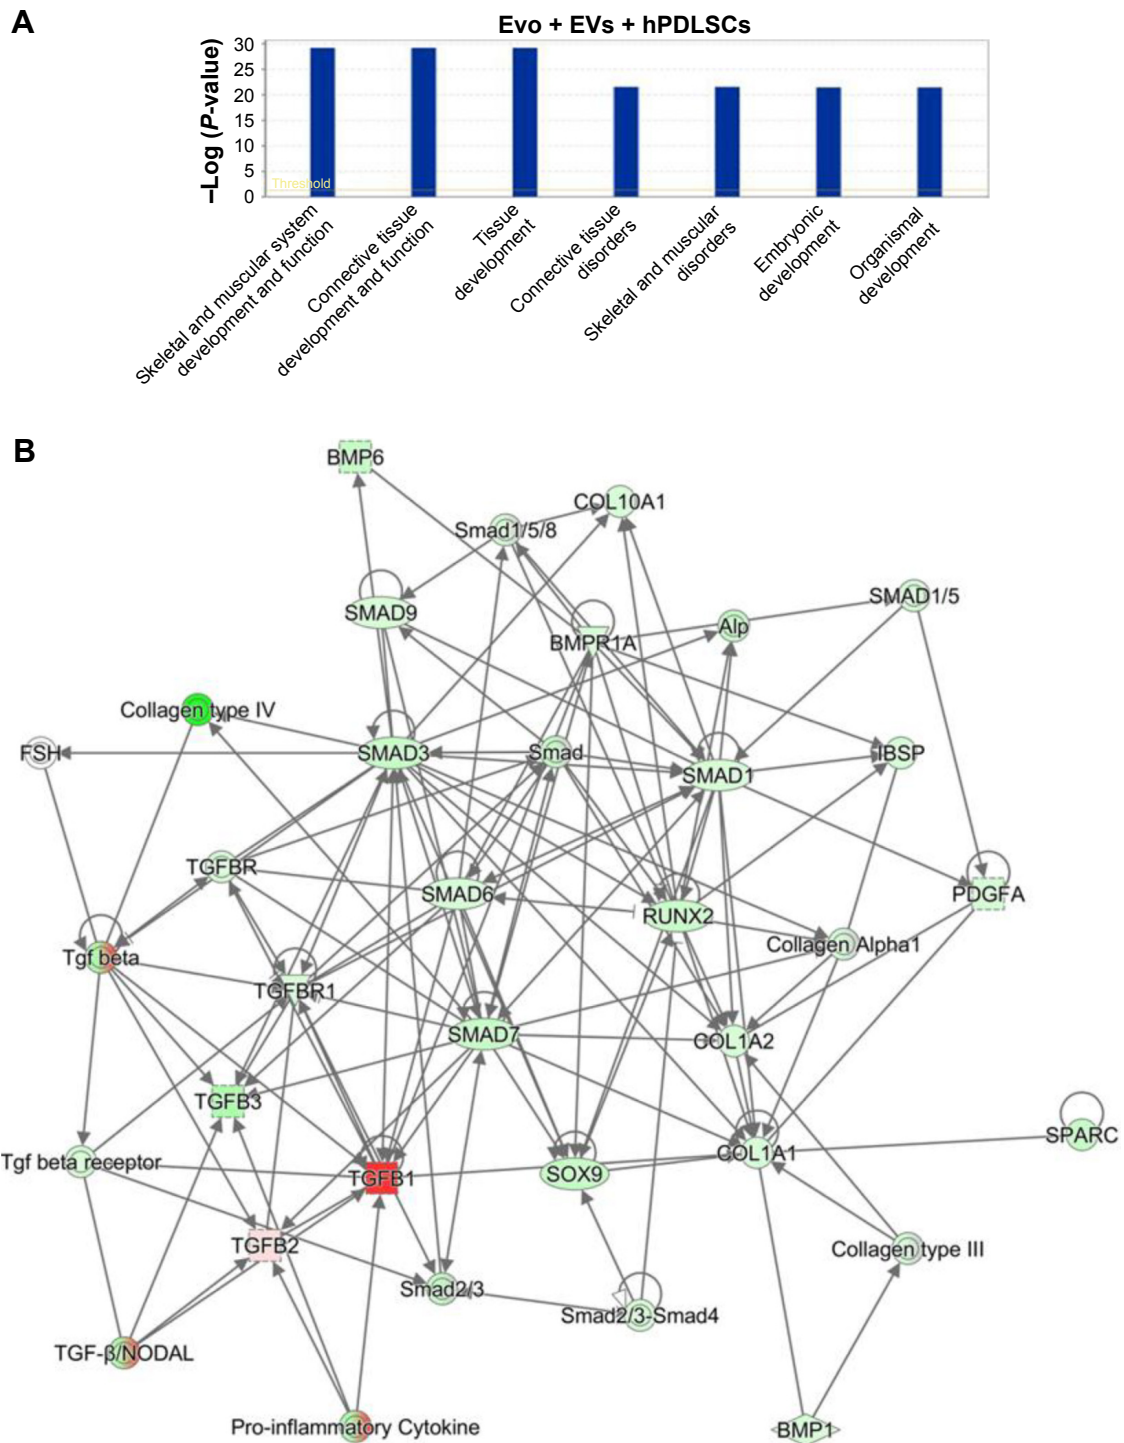 A
Evo + EVs + hPDLSCs
–Log (P-value)
30
25
20
15
10
5
0
Threshold
Skeletal and muscular system
development and function
Connective tissue
development and function
Tissue
development
Connective tissue
disorders
Skeletal and muscular
disorders
Embryonic
development
Organismal
development
B
BMP6
COL10A1
Smad1/5/8
SMAD9
SMAD1/5
BMPR1A
Alp
Collagen type IV
FSH
SMAD3
Smad
SMAD1
IBSP
TGFBR
SMAD6
PDGFA
RUNX2
Collagen Alpha1
Tgf beta
TGFBR1
SMAD7
COL1A2
TGFB3
SPARC
Tgf beta receptor
COL1A1
TGFB1
SOX9
TGFB2
Collagen type III
Smad2/3
Smad2/3-Smad4
TGF-β/NODAL
Pro-inflammatory Cytokine
BMP1